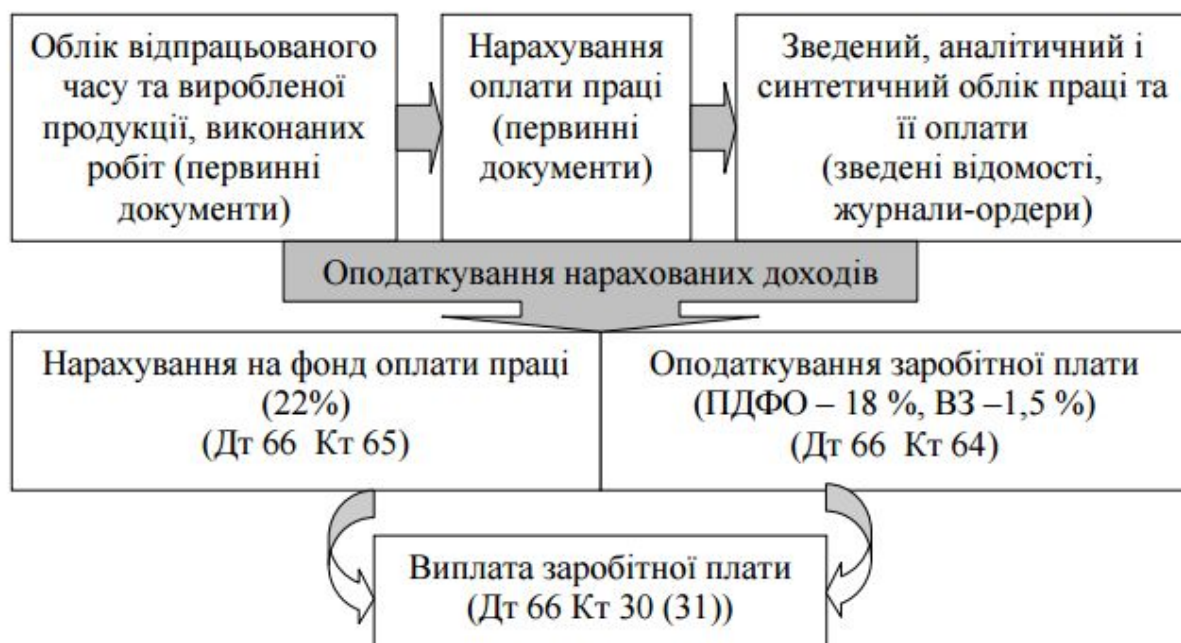 Облік відпрацьованого
часу та виробленої
продукції, виконаних
робіт (первинні
документи)
Нарахування
оплати праці
(первинні
документи)
Зведений, аналітичний і
синтетичний облік праці та
її оплати
(зведені відомості,
журнали-ордери)
Оподаткування нарахованих доходів
Нарахування на фонд оплати праці
(22%)
(Дт 66 Кт 65)
Оподаткування заробітної плати
(ПДФО – 18 %, ВЗ –1,5 %)
(Дт 66 Кт 64)
Виплата заробітної плати
(Дт 66 Кт 30 (31))